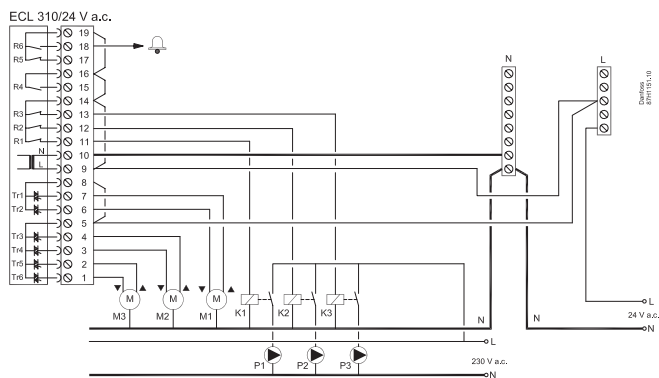 ECL 310/24 V a.c.
19
R6 18
R5 17
16
R4 15
14
R3 13
R2 12
R1 11
N 10
L 9
8
Tr1 7
Tr2 6
5
Tr3 4
Tr4 3
Tr5 2
Tr6 1
N
L
Danfoss
87H1151.10
M M M
M3 M2 M1 K1 K2 K3
N N
L
24 V a.c.
N
L
P1 P2 P3
230 V a.c.
N